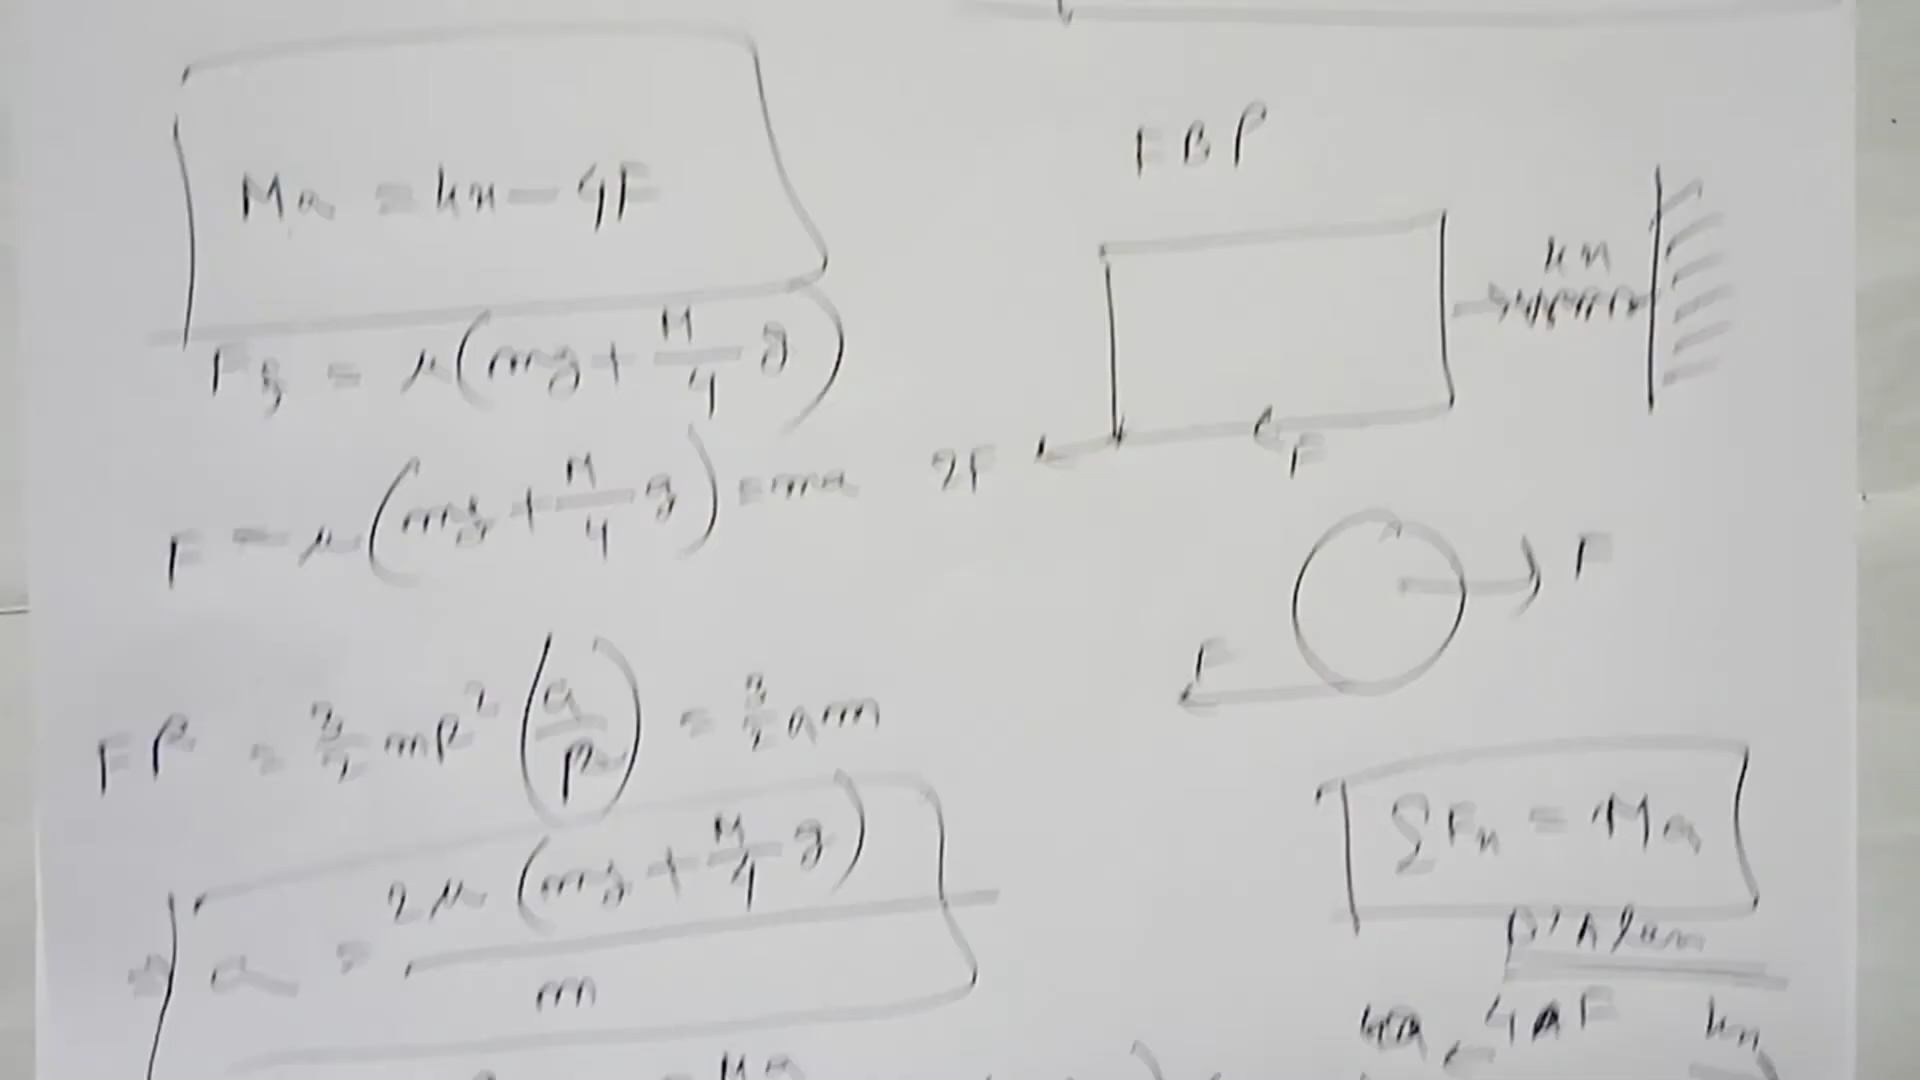 Ma = kx - 4F
F_B = μ(mg + M/4 g)
F = μ(mg + M/4 g) = ma
FR = 3/2 mR² (a/R) = 3/2 am
a = 2μ(mg + M/4 g) / m
FBD
kx
2F
F
F
F
ΣFx = Ma
4F
kx